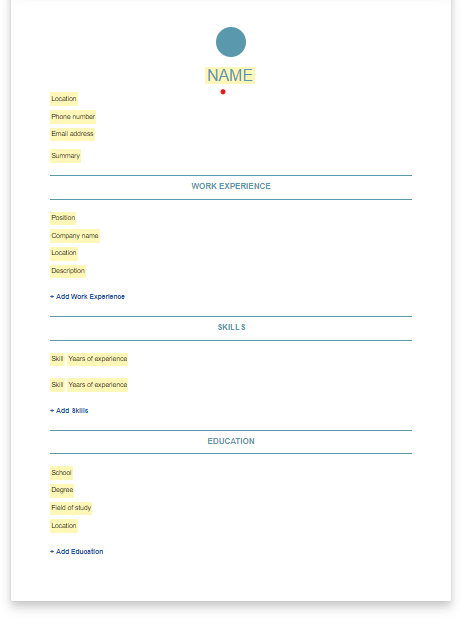 NAME
Location
Phone number
Email address
Summary
WORK EXPERIENCE
Position
Company name
Location
Description
+ Add Work Experience
SKILLS
Skill Years of experience
Skill Years of experience
+ Add Skills
EDUCATION
School
Degree
Field of study
Location
+ Add Education